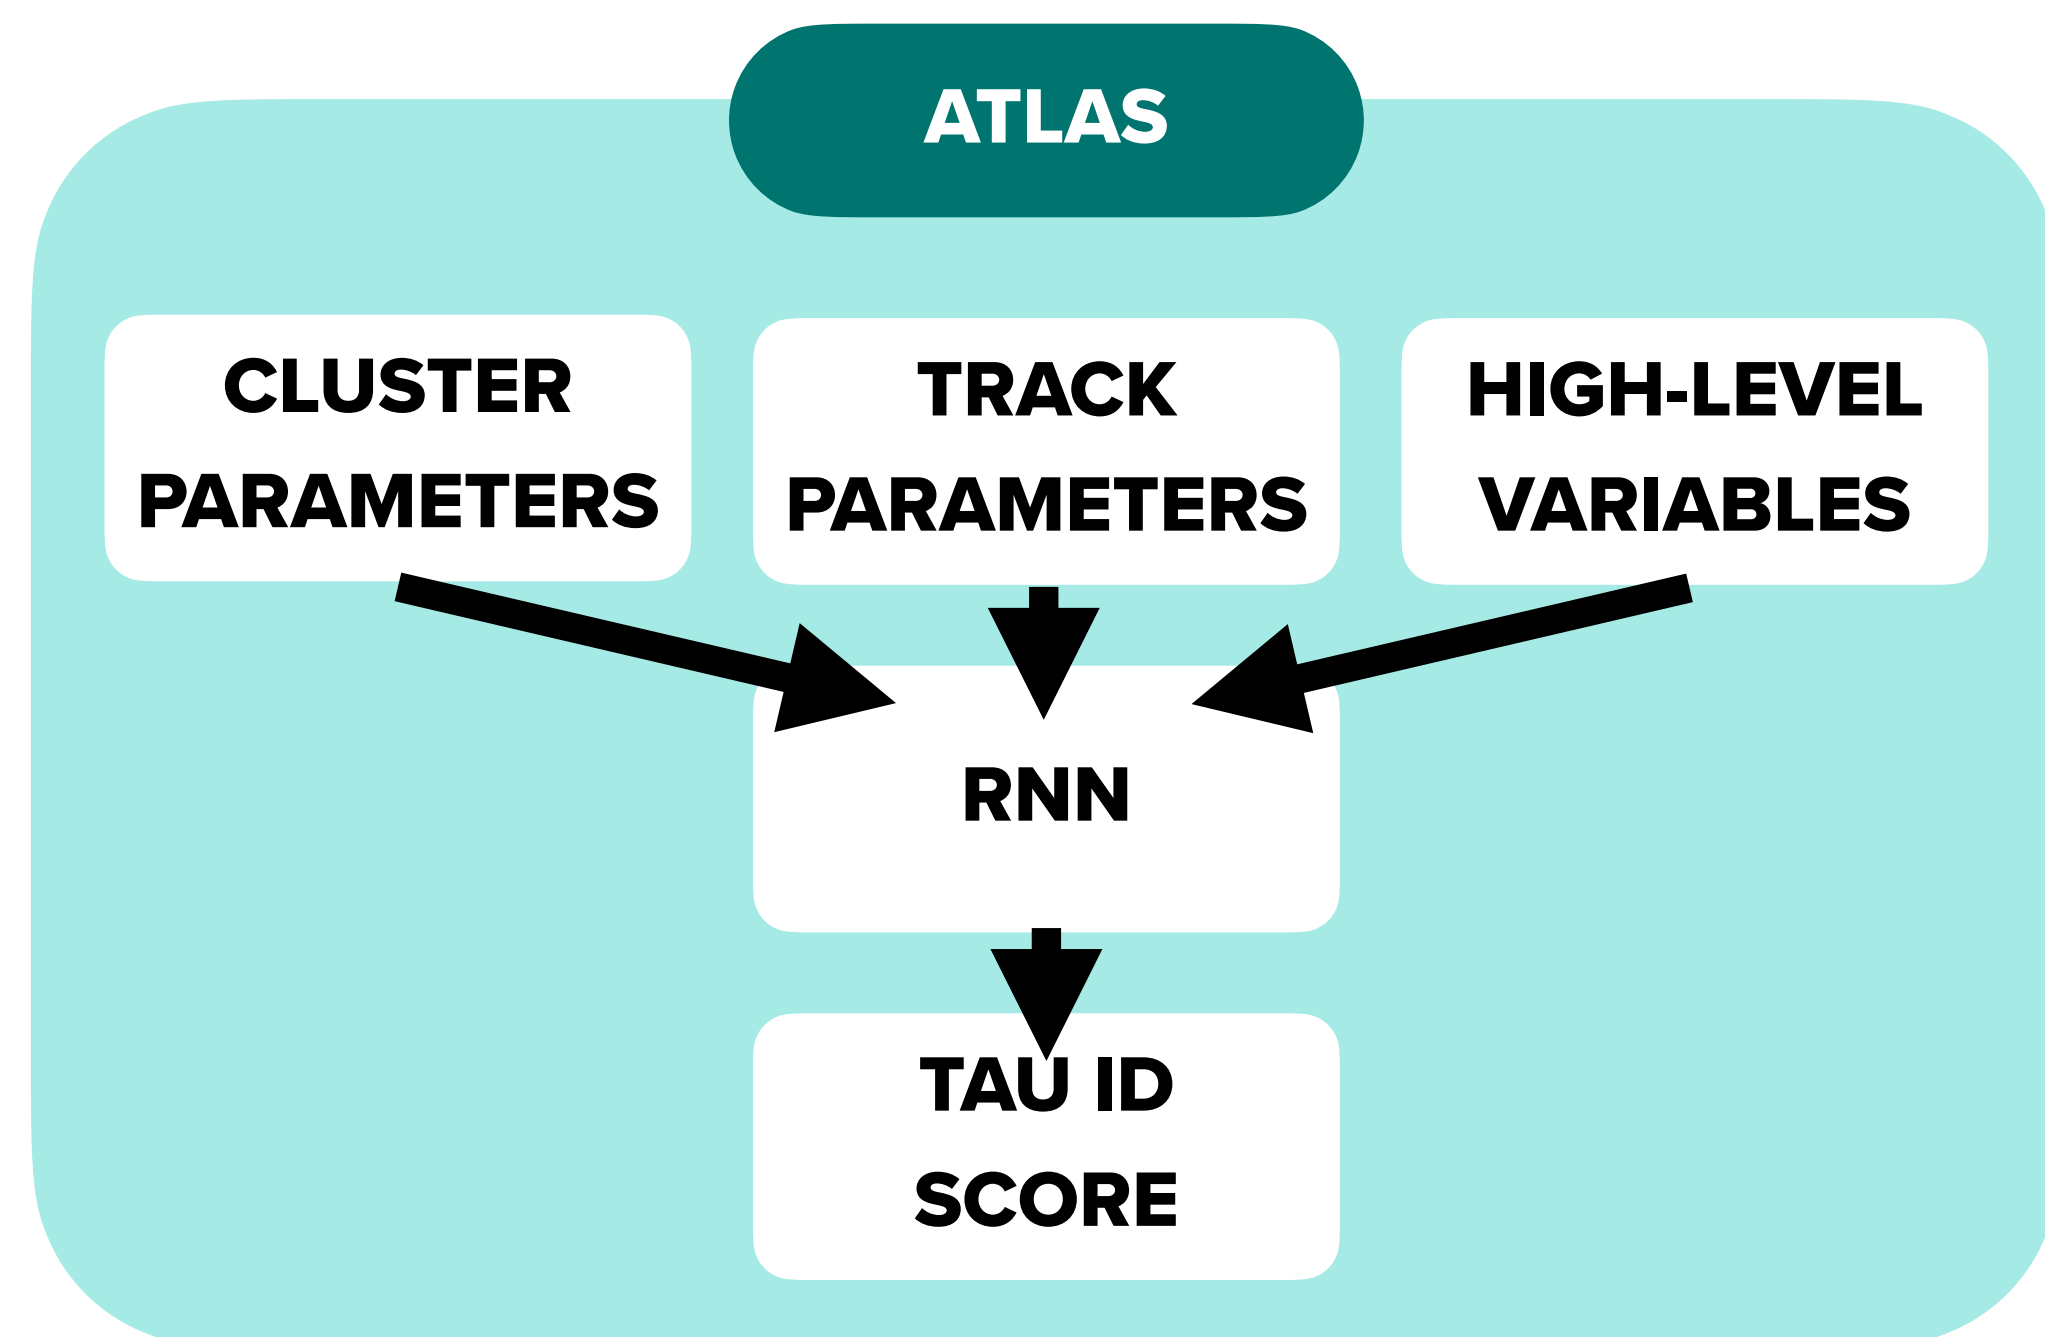 ATLAS
CLUSTER
PARAMETERS
TRACK
PARAMETERS
HIGH-LEVEL
VARIABLES
RNN
TAU ID
SCORE